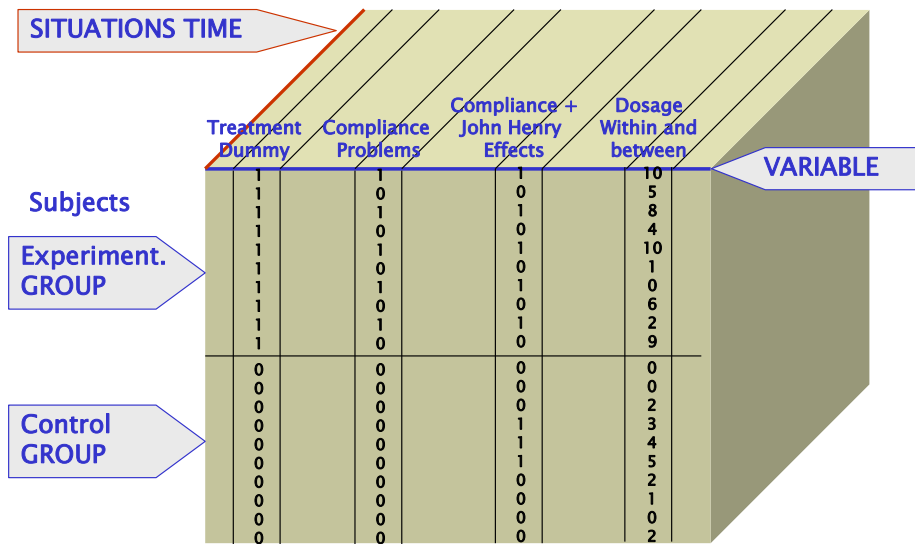 SITUATIONS TIME
Treatment
Dummy
Compliance
Problems
Compliance +
John Henry
Effects
Dosage
Within and
between
VARIABLE
Subjects
Experiment.
GROUP
Control
GROUP
1 1 1 10
1 0 0 5
1 1 1 8
1 0 0 4
1 1 1 10
1 0 0 1
1 1 1 0
1 0 0 6
1 1 1 2
1 0 0 9
0 0 0 0
0 0 0 0
0 0 0 2
0 0 1 3
0 0 1 4
0 0 1 5
0 0 0 2
0 0 0 1
0 0 0 0
0 0 0 2